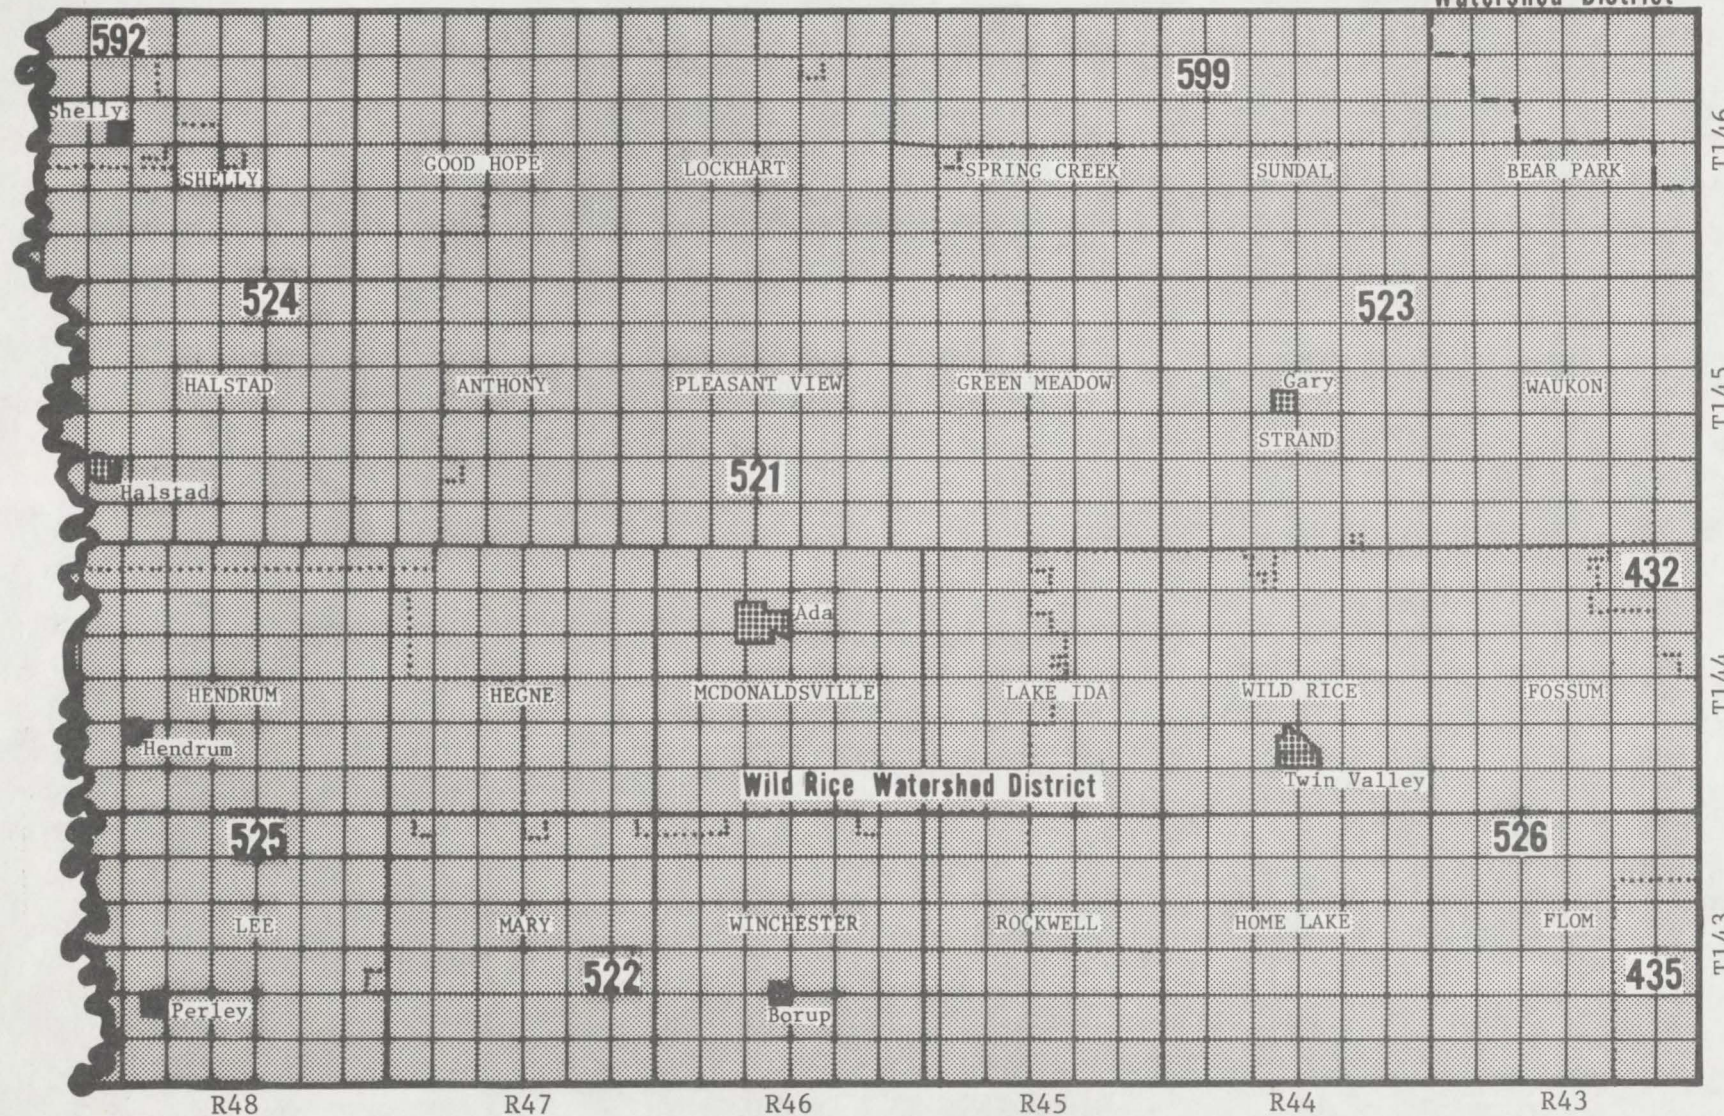 Watershed District
592
599
Shelly
T146
SHELLY
GOOD HOPE
LOCKHART
SPRING CREEK
SUNDAL
BEAR PARK
524
523
HALSTAD
ANTHONY
PLEASANT VIEW
GREEN MEADOW
Gary
WAUKON
T145
STRAND
Halstad
521
432
Ada
HENDRUM
HEGNE
MCDONALDSVILLE
LAKE IDA
WILD RICE
FOSSUM
T144
Hendrum
Twin Valley
Wild Rice Watershed District
525
526
LEE
MARY
WINCHESTER
ROCKWELL
HOME LAKE
FLOM
T143
522
435
Perley
Borup
R48
R47
R46
R45
R44
R43